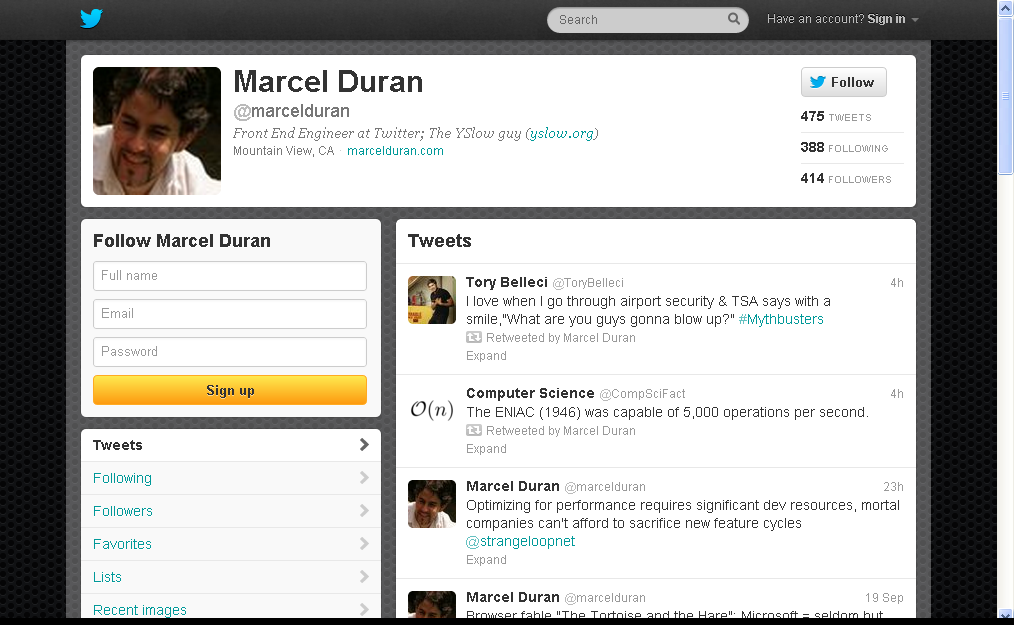 Search
Have an account? Sign in
Marcel Duran
@marcelduran
Front End Engineer at Twitter; The YSlow guy (yslow.org)
Mountain View, CA · marcelduran.com
Follow
475 TWEETS
388 FOLLOWING
414 FOLLOWERS
Follow Marcel Duran
Full name
Email
Password
Sign up
Tweets
Following
Followers
Favorites
Lists
Recent images
Tweets
Tory Belleci @ToryBelleci 4h
I love when I go through airport security & TSA says with a
smile,"What are you guys gonna blow up?" #Mythbusters
Retweeted by Marcel Duran
Expand
O(n)
Computer Science @CompSciFact 4h
The ENIAC (1946) was capable of 5,000 operations per second.
Retweeted by Marcel Duran
Expand
Marcel Duran @marcelduran 23h
Optimizing for performance requires significant dev resources, mortal
companies can't afford to sacrifice new feature cycles
@strangeloopnet
Expand
Marcel Duran @marcelduran 19 Sep
Browser fable "The Tortoise and the Hare": Microsoft = seldom but